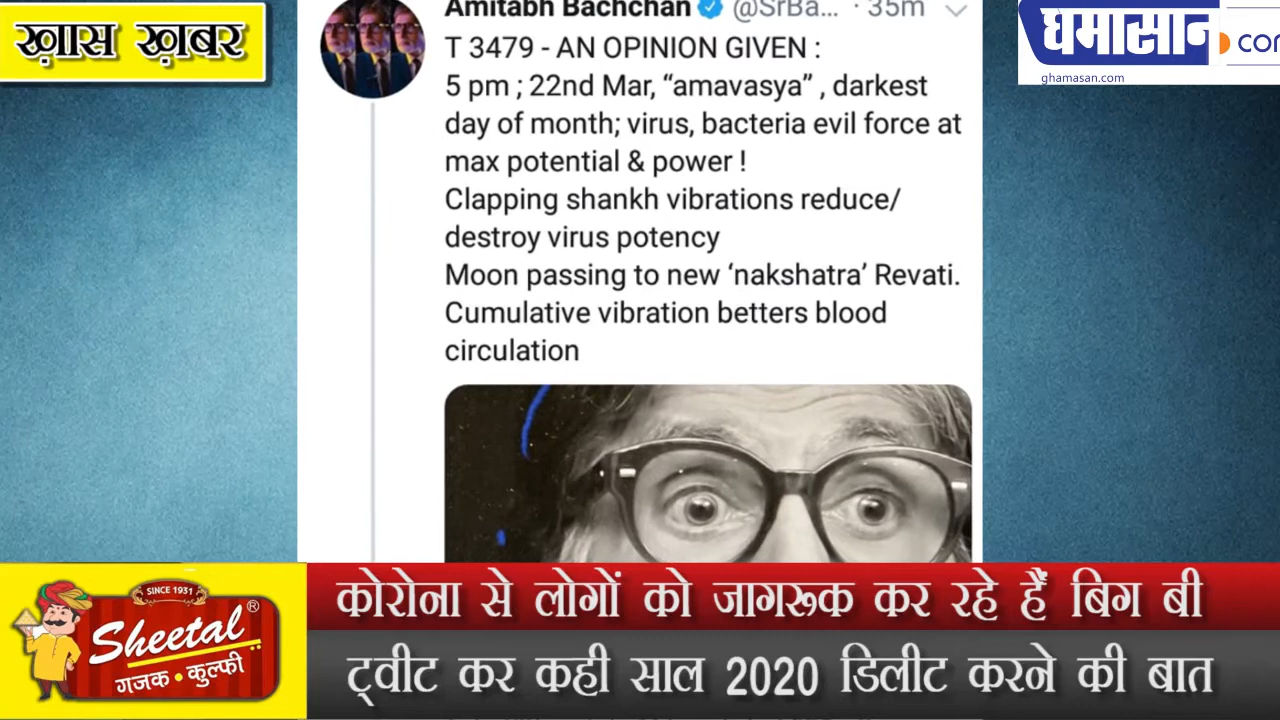 ख़ास ख़बर
Amitabh Bachchan @SrBa... · 35m
T 3479 - AN OPINION GIVEN :
5 pm ; 22nd Mar, “amavasya” , darkest
day of month; virus, bacteria evil force at
max potential & power !
Clapping shankh vibrations reduce/
destroy virus potency
Moon passing to new ‘nakshatra’ Revati.
Cumulative vibration betters blood
circulation
घमासान.com
ghamasan.com
SINCE 1931
Sheetal®
गजक • कुल्फी
कोरोना से लोगों को जागरूक कर रहे हैं बिग बी
ट्वीट कर कही साल 2020 डिलीट करने की बात